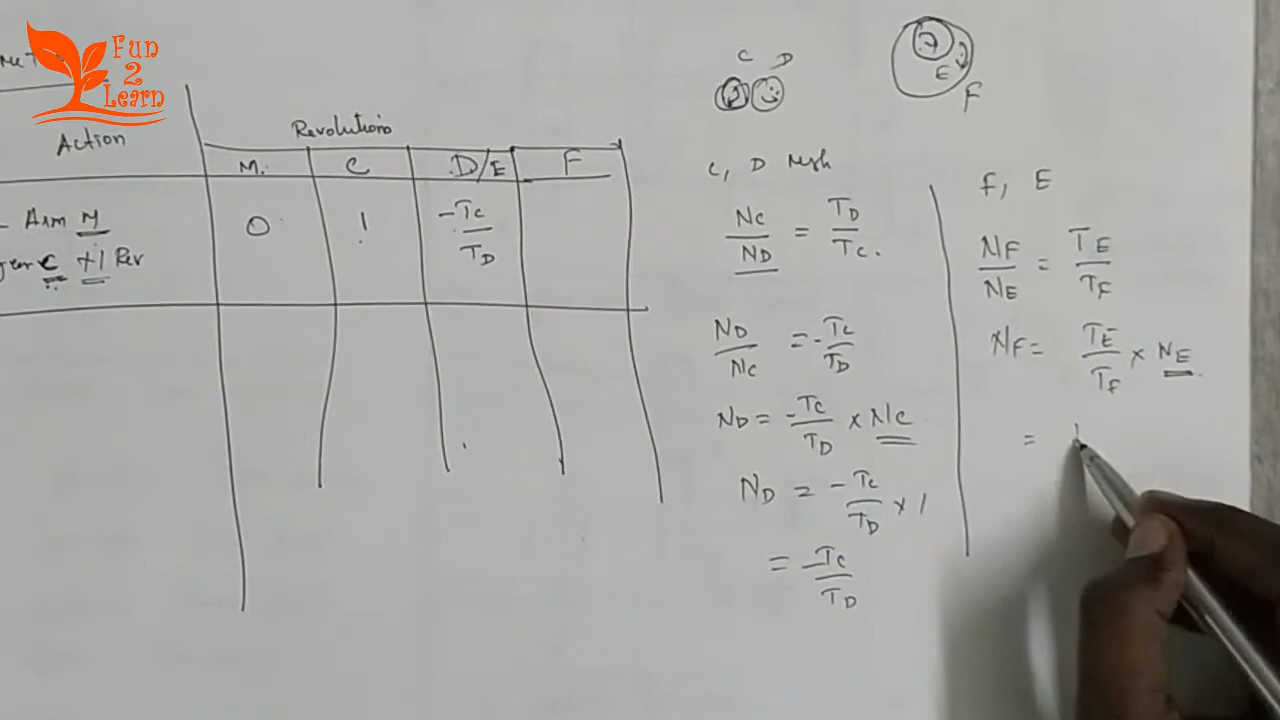 Fun
2
Learn
Action
Revolutions
M. C D/E F
Arm M 0 1 -Tc/TD
C +1 Rev
C D
E
F
C, D mesh
Nc/ND = TD/Tc.
ND/Nc = -Tc/TD
ND = -Tc/TD × Nc
ND = -Tc/TD × 1
= -Tc/TD
F, E
NF/NE = TE/TF
NF = TE/TF × NE
=